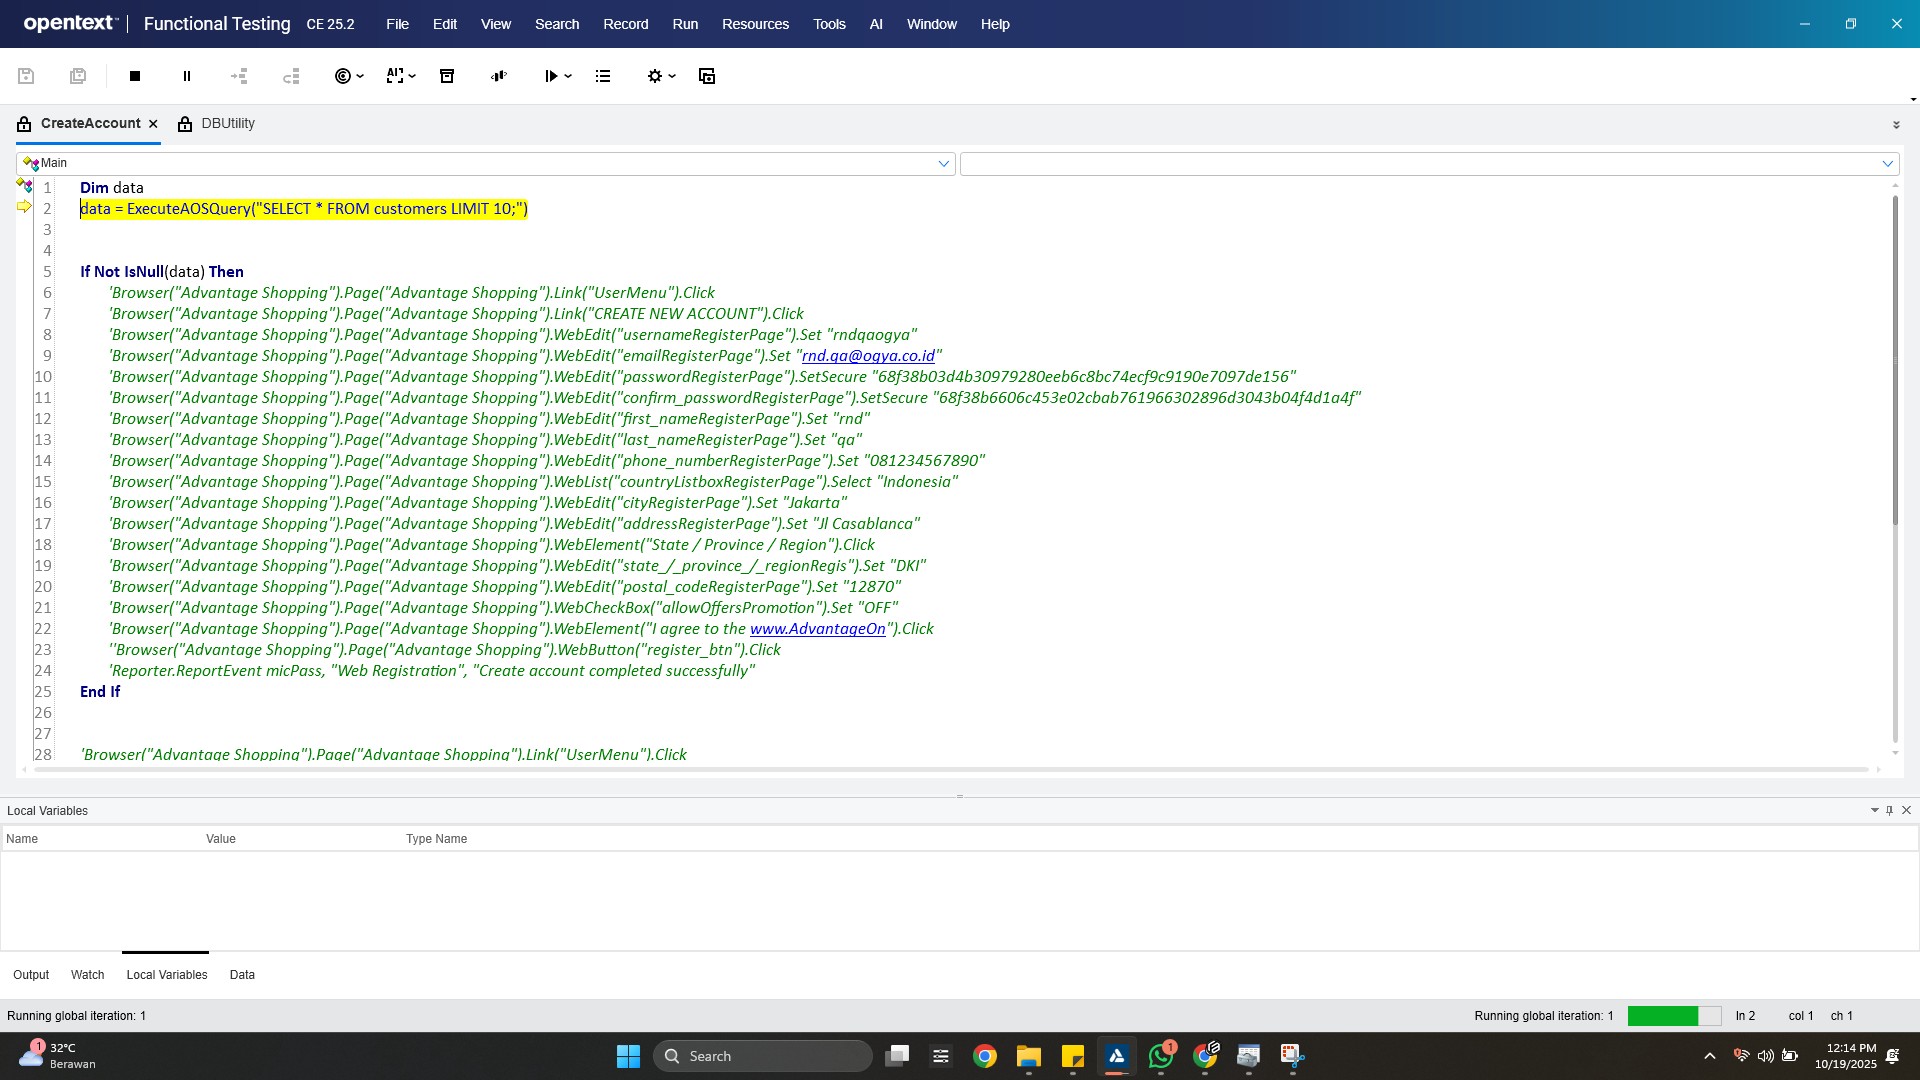 opentext™ | Functional Testing CE 25.2 File Edit View Search Record Run Resources Tools AI Window Help
CreateAccount DBUtility
Main
1 Dim data
2 data = ExecuteAOSQuery("SELECT * FROM customers LIMIT 10;")
3
4
5 If Not IsNull(data) Then
6 'Browser("Advantage Shopping").Page("Advantage Shopping").Link("UserMenu").Click
7 'Browser("Advantage Shopping").Page("Advantage Shopping").Link("CREATE NEW ACCOUNT").Click
8 'Browser("Advantage Shopping").Page("Advantage Shopping").WebEdit("usernameRegisterPage").Set "rndqaogya"
9 'Browser("Advantage Shopping").Page("Advantage Shopping").WebEdit("emailRegisterPage").Set "rnd.qa@ogya.co.id"
10 'Browser("Advantage Shopping").Page("Advantage Shopping").WebEdit("passwordRegisterPage").SetSecure "68f38b03d4b30979280eeb6c8bc74ecf9c9190e7097de156"
11 'Browser("Advantage Shopping").Page("Advantage Shopping").WebEdit("confirm_passwordRegisterPage").SetSecure "68f38b6606c453e02cbab761966302896d3043b04f4d1a4f"
12 'Browser("Advantage Shopping").Page("Advantage Shopping").WebEdit("first_nameRegisterPage").Set "rnd"
13 'Browser("Advantage Shopping").Page("Advantage Shopping").WebEdit("last_nameRegisterPage").Set "qa"
14 'Browser("Advantage Shopping").Page("Advantage Shopping").WebEdit("phone_numberRegisterPage").Set "081234567890"
15 'Browser("Advantage Shopping").Page("Advantage Shopping").WebList("countryListboxRegisterPage").Select "Indonesia"
16 'Browser("Advantage Shopping").Page("Advantage Shopping").WebEdit("cityRegisterPage").Set "Jakarta"
17 'Browser("Advantage Shopping").Page("Advantage Shopping").WebEdit("addressRegisterPage").Set "Jl Casablanca"
18 'Browser("Advantage Shopping").Page("Advantage Shopping").WebElement("State / Province / Region").Click
19 'Browser("Advantage Shopping").Page("Advantage Shopping").WebEdit("state_/_province_/_regionRegis").Set "DKI"
20 'Browser("Advantage Shopping").Page("Advantage Shopping").WebEdit("postal_codeRegisterPage").Set "12870"
21 'Browser("Advantage Shopping").Page("Advantage Shopping").WebCheckBox("allowOffersPromotion").Set "OFF"
22 'Browser("Advantage Shopping").Page("Advantage Shopping").WebElement("I agree to the www.AdvantageOn").Click
23 ''Browser("Advantage Shopping").Page("Advantage Shopping").WebButton("register_btn").Click
24 'Reporter.ReportEvent micPass, "Web Registration", "Create account completed successfully"
25 End If
26
27
28 'Browser("Advantage Shopping").Page("Advantage Shopping").Link("UserMenu").Click
Local Variables
Name Value Type Name
Output Watch Local Variables Data
Running global iteration: 1 Running global iteration: 1 ln 2 col 1 ch 1
1 32°C
Berawan
Search
1
12:14 PM
10/19/2025